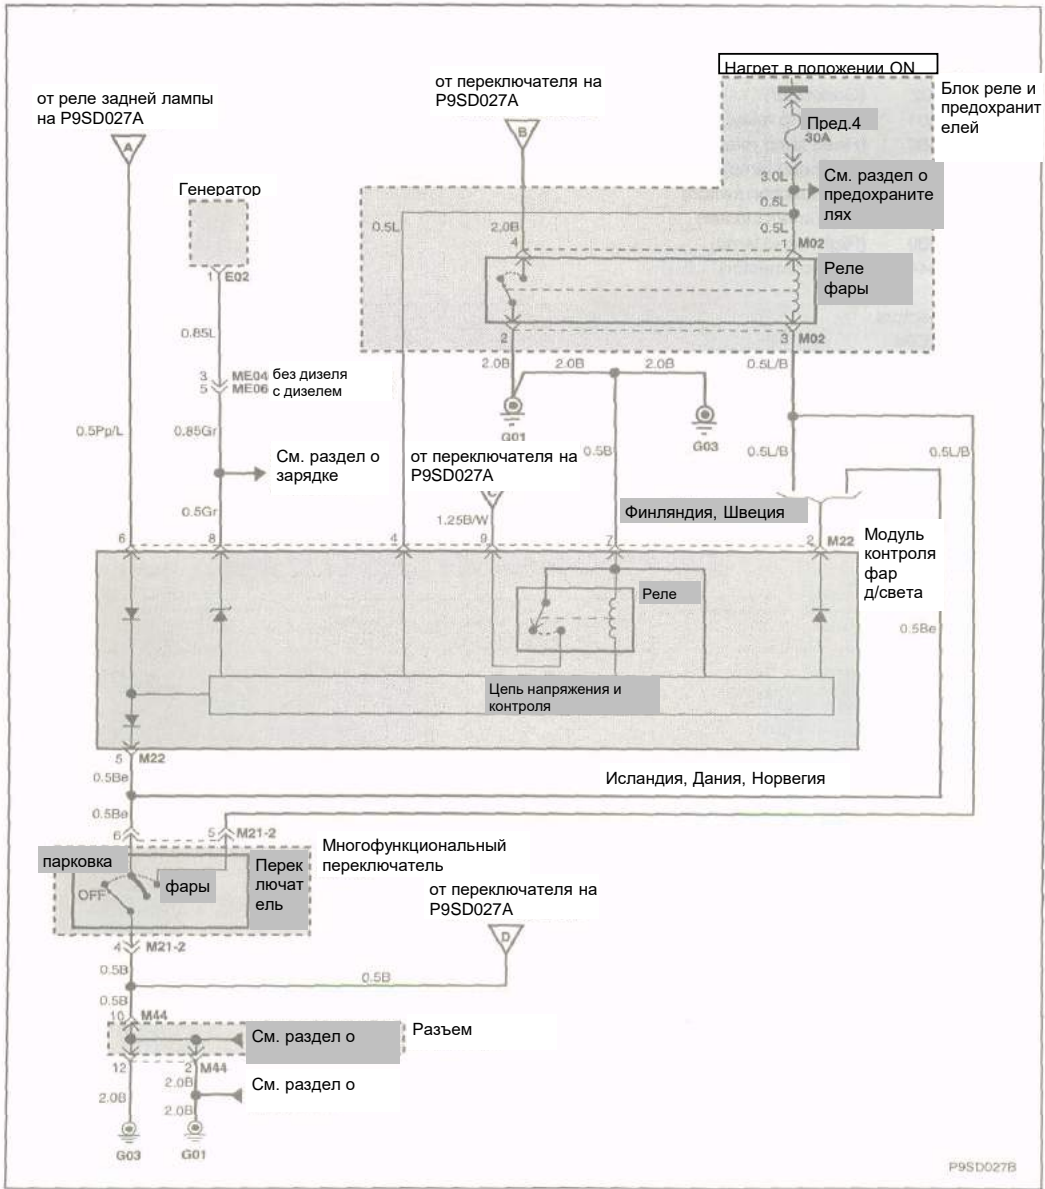 Нагрет в положении ON
от переключателя на
P9SD027A
Блок реле и
предохранит
елей
от реле задней лампы
на P9SD027A
B
Пред.4
30A
A
3.0L
См. раздел о
предохраните
лях
Генератор
0.5L
0.5L
2.0B
0.5L
4
1
M02
1
E02
Реле
фары
0.85L
2
3
M02
2.0B
2.0B
2.0B
0.5L/B
3
ME04
без дизеля
5
ME06
с дизелем
0.5Pp/L
0.85Gr
G01
G03
См. раздел о
зарядке
от переключателя на
P9SD027A
0.5B
0.5L/B
0.5L/B
0.5Gr
1.25B/W
Финляндия, Швеция
6
8
4
9
7
2
M22
Модуль
контроля
фар
д/света
Реле
0.5Be
Цепь напряжения и
контроля
5
M22
0.5Be
Исландия, Дания, Норвегия
0.5Be
6
5
M21-2
Многофункциональный
переключатель
парковка
Перек
лючат
ель
OFF
фары
от переключателя на
P9SD027A
4
M21-2
D
0.5B
0.5B
0.5B
10
M44
См. раздел о
Разъем
12
2
M44
2.0B
См. раздел о
2.0B
2.0B
G03
G01
P9SD027B